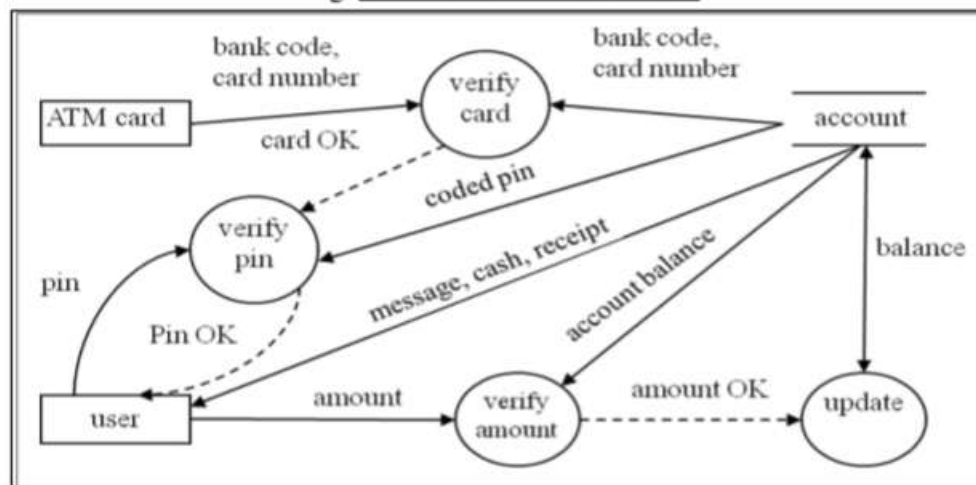 bank code,
card number
bank code,
card number
verify
card
ATM card
account
card OK
coded pin
verify
pin
message, cash, receipt
account balance
balance
pin
Pin OK
user
amount
verify
amount
amount OK
update